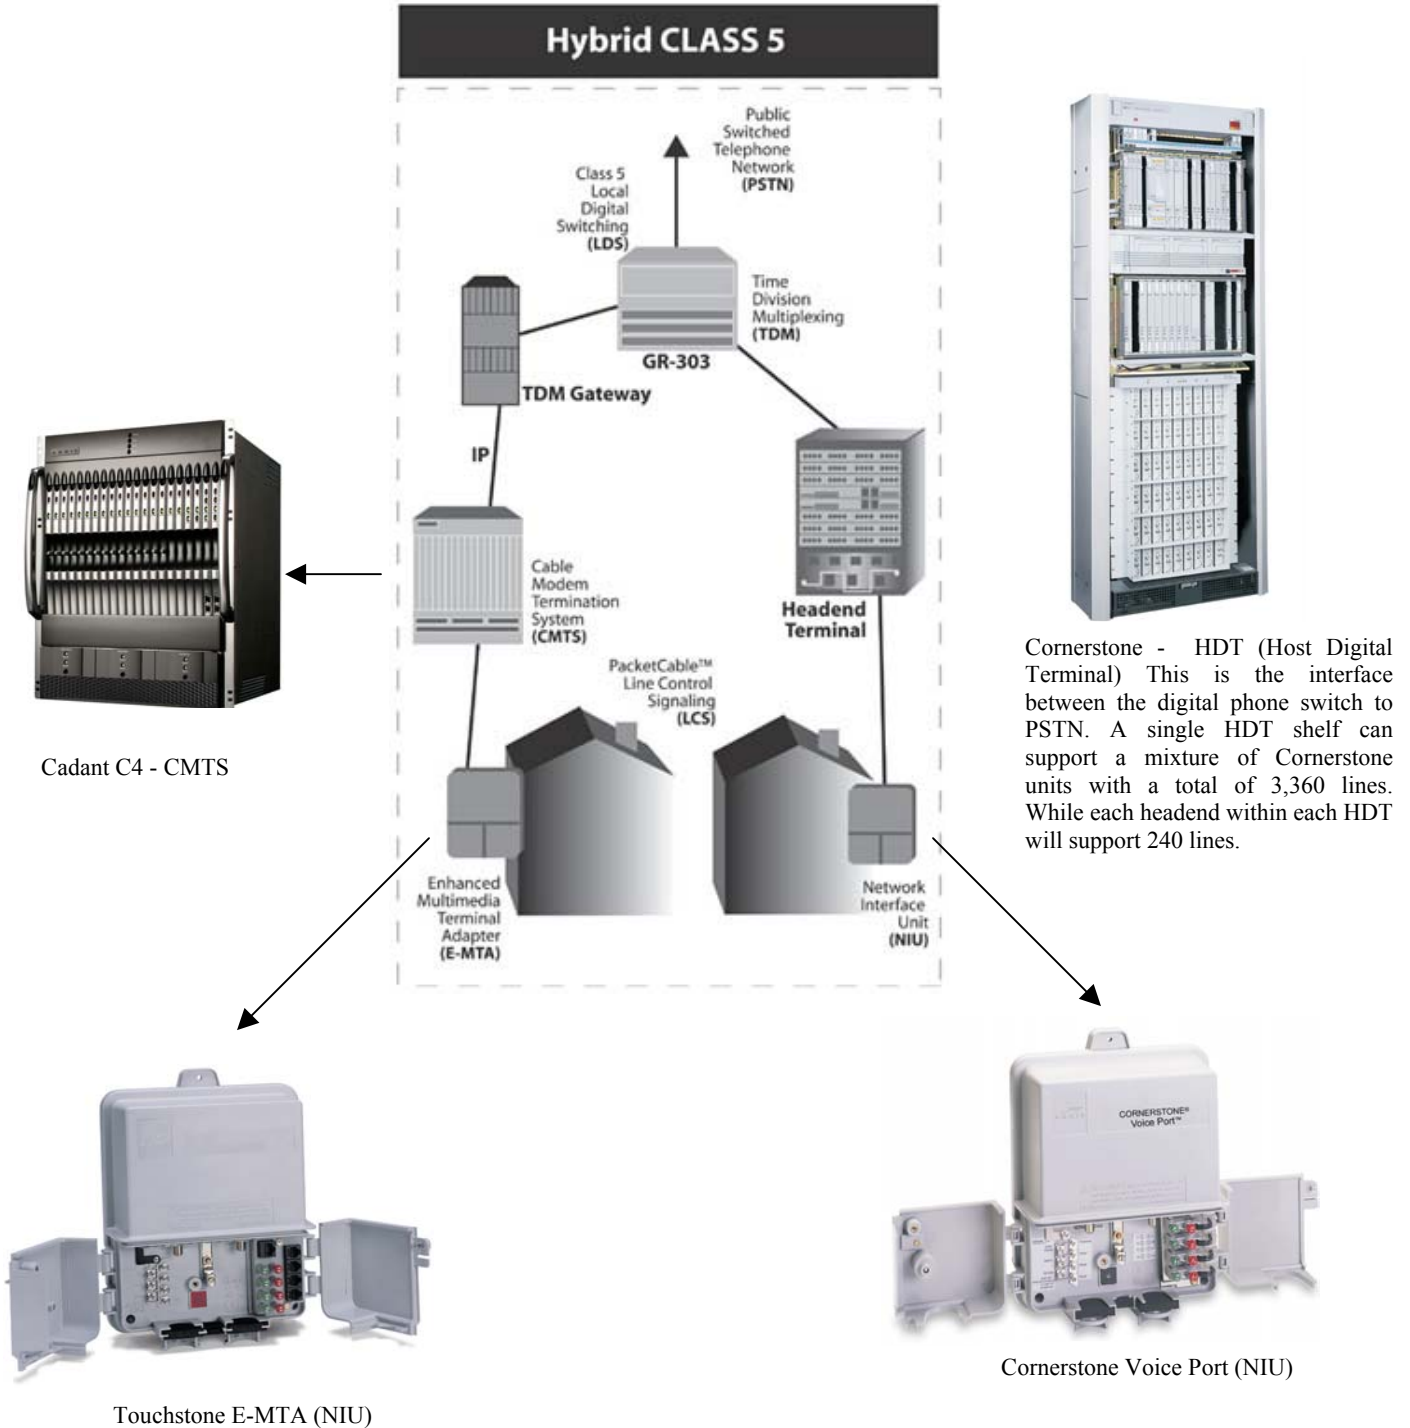 Hybrid CLASS 5
Public
Switched
Telephone
Network
(PSTN)
Class 5
Local
Digital
Switching
(LDS)
Time
Division
Multiplexing
(TDM)
GR-303
TDM Gateway
IP
Cable
Modem
Termination
System
(CMTS)
Headend
Terminal
PacketCable™
Line Control
Signaling
(LCS)
Enhanced
Multimedia
Terminal
Adapter
(E-MTA)
Network
Interface
Unit
(NIU)
Cadant C4 - CMTS
Cornerstone - HDT (Host Digital
Terminal) This is the interface
between the digital phone switch to
PSTN. A single HDT shelf can
support a mixture of Cornerstone
units with a total of 3,360 lines.
While each headend within each HDT
will support 240 lines.
CORNERSTONE®
Voice Port™
Touchstone E-MTA (NIU)
Cornerstone Voice Port (NIU)